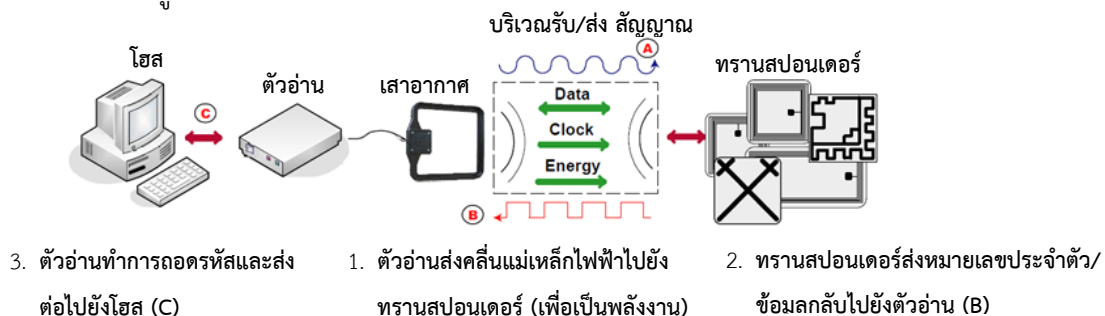 บริเวณรับ/ส่ง สัญญาณ
โฮส
ตัวอ่าน
เสาอากาศ
ทรานสปอนเดอร์
A
Data
C
Clock
Energy
B
3. ตัวอ่านทำการถอดรหัสและส่ง
ต่อไปยังโฮส (C)
1. ตัวอ่านส่งคลื่นแม่เหล็กไฟฟ้าไปยัง
ทรานสปอนเดอร์ (เพื่อเป็นพลังงาน)
2. ทรานสปอนเดอร์ส่งหมายเลขประจำตัว/
ข้อมูลกลับไปยังตัวอ่าน (B)